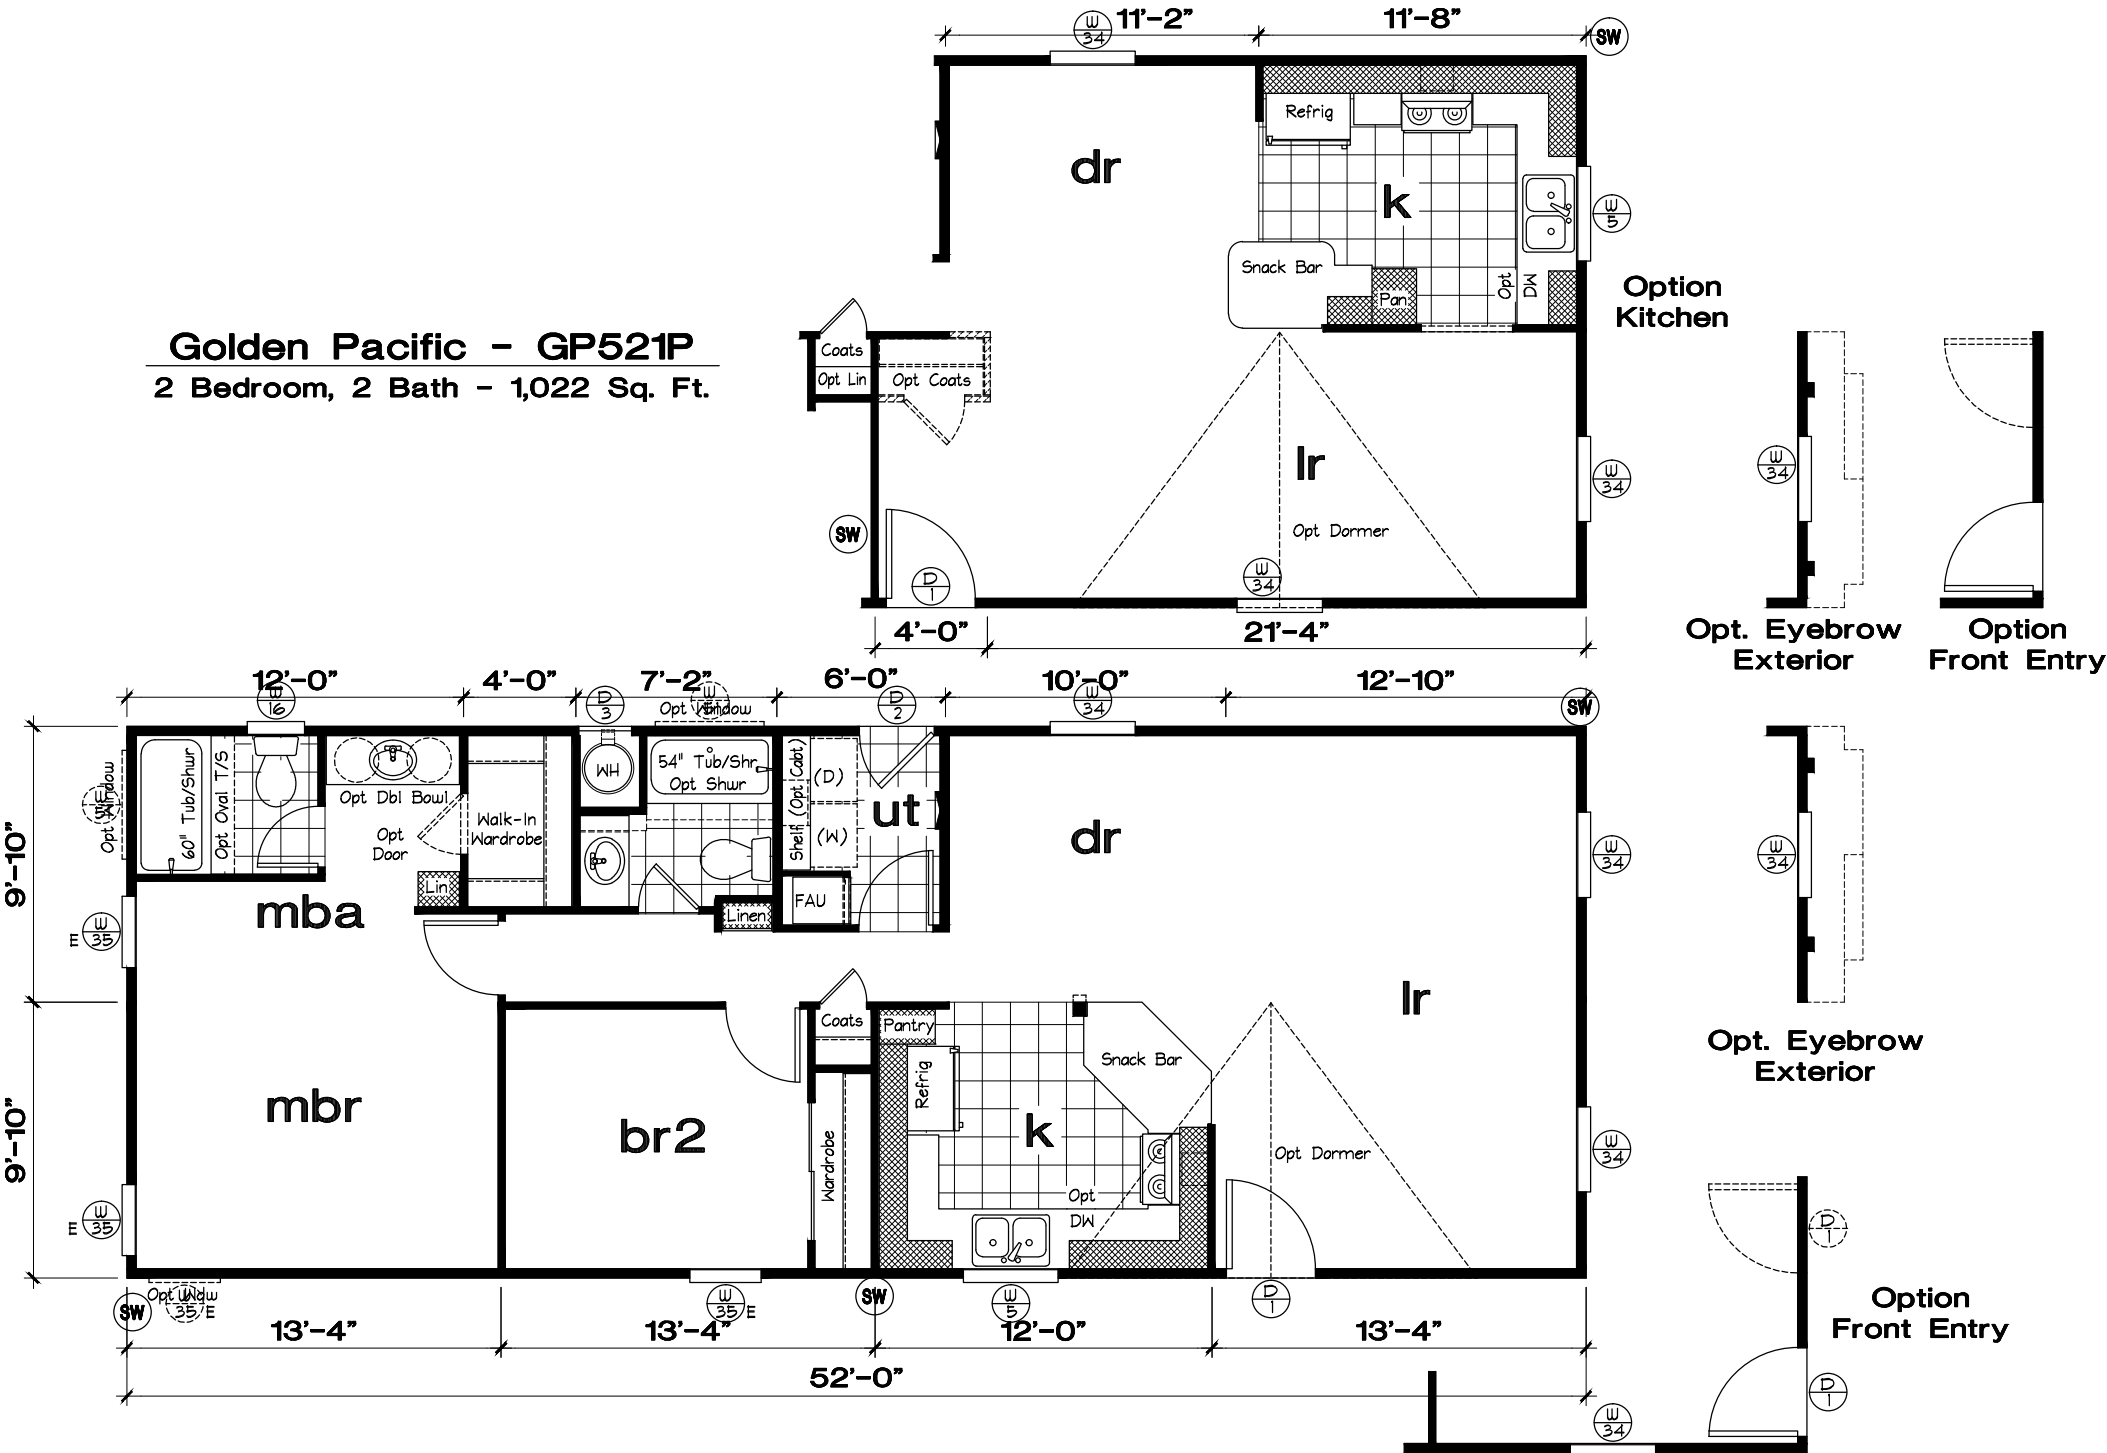 11'-2"
11'-8"
W
34
SW
Refrig
dr
k
W
5
Snack Bar
Pan
Opt
DW
Option
Kitchen
Golden Pacific - GP521P
2 Bedroom, 2 Bath - 1,022 Sq. Ft.
Coats
Opt Lin
Opt Coats
lr
W
34
W
34
SW
Opt Dormer
D
1
W
34
4'-0"
21'-4"
Opt. Eyebrow
Exterior
Option
Front Entry
12'-0"
4'-0"
7'-2"
6'-0"
10'-0"
12'-10"
W
16
D
3
Opt Window
D
2
W
34
SW
9'-10"
Opt Window
60" Tub/Shwr
Opt Oval T/S
Opt Dbl Bowl
Opt
Door
Walk-In
Wardrobe
WH
54" Tub/Shr
Opt Shwr
Shelf (Opt Cabt)
(D)
(W)
ut
dr
W
34
W
34
Lin
mba
Linen
FAU
E
W
35
lr
Coats
Pantry
Opt. Eyebrow
Exterior
Snack Bar
Refrig
9'-10"
mbr
br2
k
Wardrobe
Opt Dormer
W
34
Opt
DW
E
W
35
D
1
Opt Wdw
W
35
E
SW
W
35
E
SW
W
5
D
1
Option
Front Entry
13'-4"
13'-4"
12'-0"
13'-4"
52'-0"
D
1
W
34